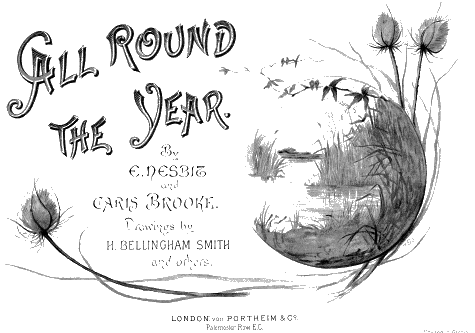 ALL ROUND
THE YEAR.
By
E. NESBIT
and
CARIS BROOKE.
Drawings by
H. BELLINGHAM SMITH
and others.
LONDON: VON PORTHEIM & Co.
Paternoster Row E.C.